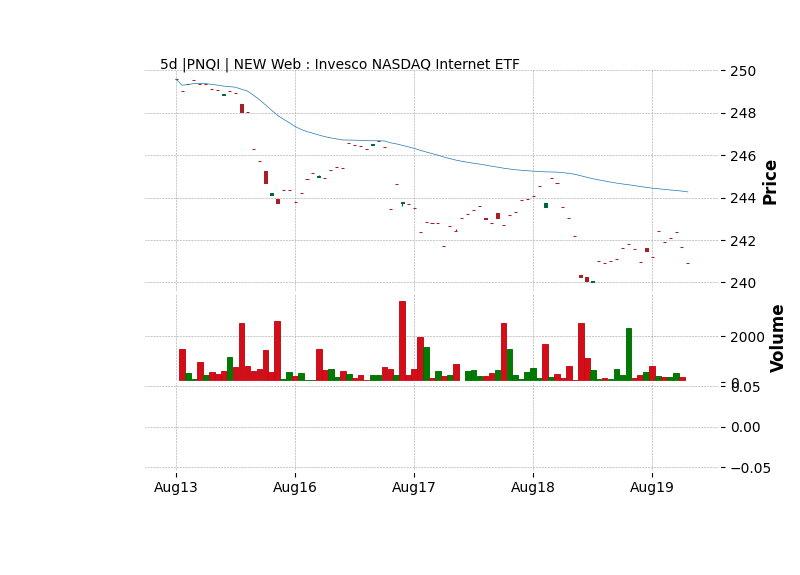 5d |PNQI | NEW Web : Invesco NASDAQ Internet ETF
250
248
246
244
242
240
Price
2000
0
Volume
0.05
0.00
−0.05
Aug13 Aug16 Aug17 Aug18 Aug19